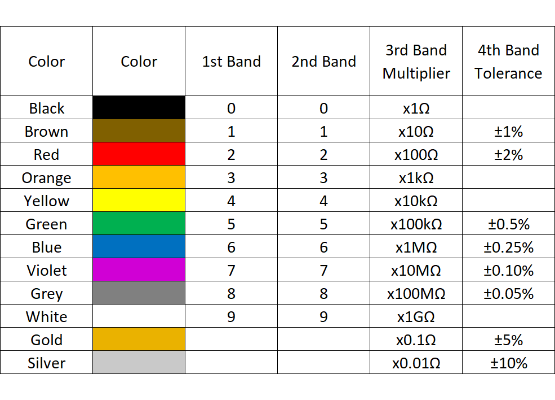 Color Color 1st Band 2nd Band 3rd Band Multiplier 4th Band Tolerance
Black 0 0 x1Ω
Brown 1 1 x10Ω ±1%
Red 2 2 x100Ω ±2%
Orange 3 3 x1kΩ
Yellow 4 4 x10kΩ
Green 5 5 x100kΩ ±0.5%
Blue 6 6 x1MΩ ±0.25%
Violet 7 7 x10MΩ ±0.10%
Grey 8 8 x100MΩ ±0.05%
White 9 9 x1GΩ
Gold x0.1Ω ±5%
Silver x0.01Ω ±10%